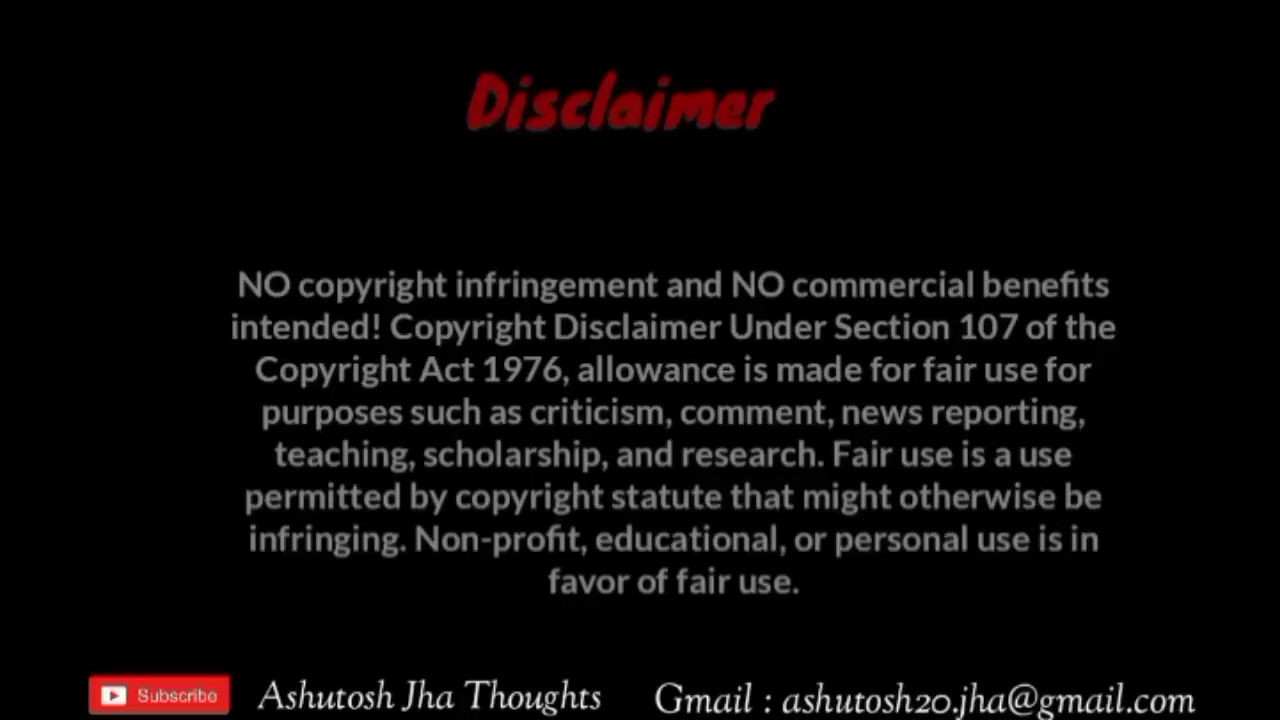 Disclaimer
NO copyright infringement and NO commercial benefits
intended! Copyright Disclaimer Under Section 107 of the
Copyright Act 1976, allowance is made for fair use for
purposes such as criticism, comment, news reporting,
teaching, scholarship, and research. Fair use is a use
permitted by copyright statute that might otherwise be
infringing. Non-profit, educational, or personal use is in
favor of fair use.
Subscribe Ashutosh Jha Thoughts Gmail : ashutosh20.jha@gmail.com